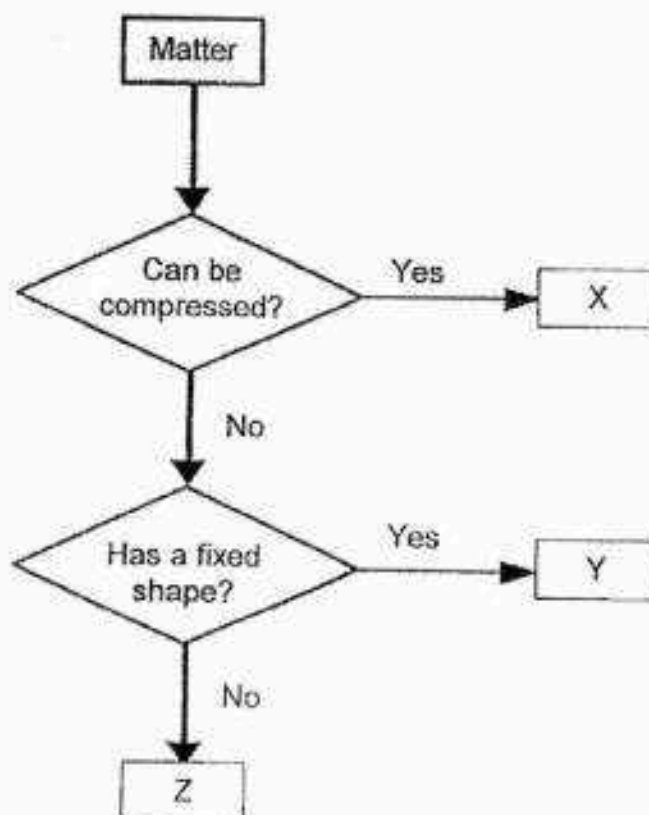 Matter
Can be
compressed?
Yes
X
No
Has a fixed
shape?
Yes
Y
No
Z